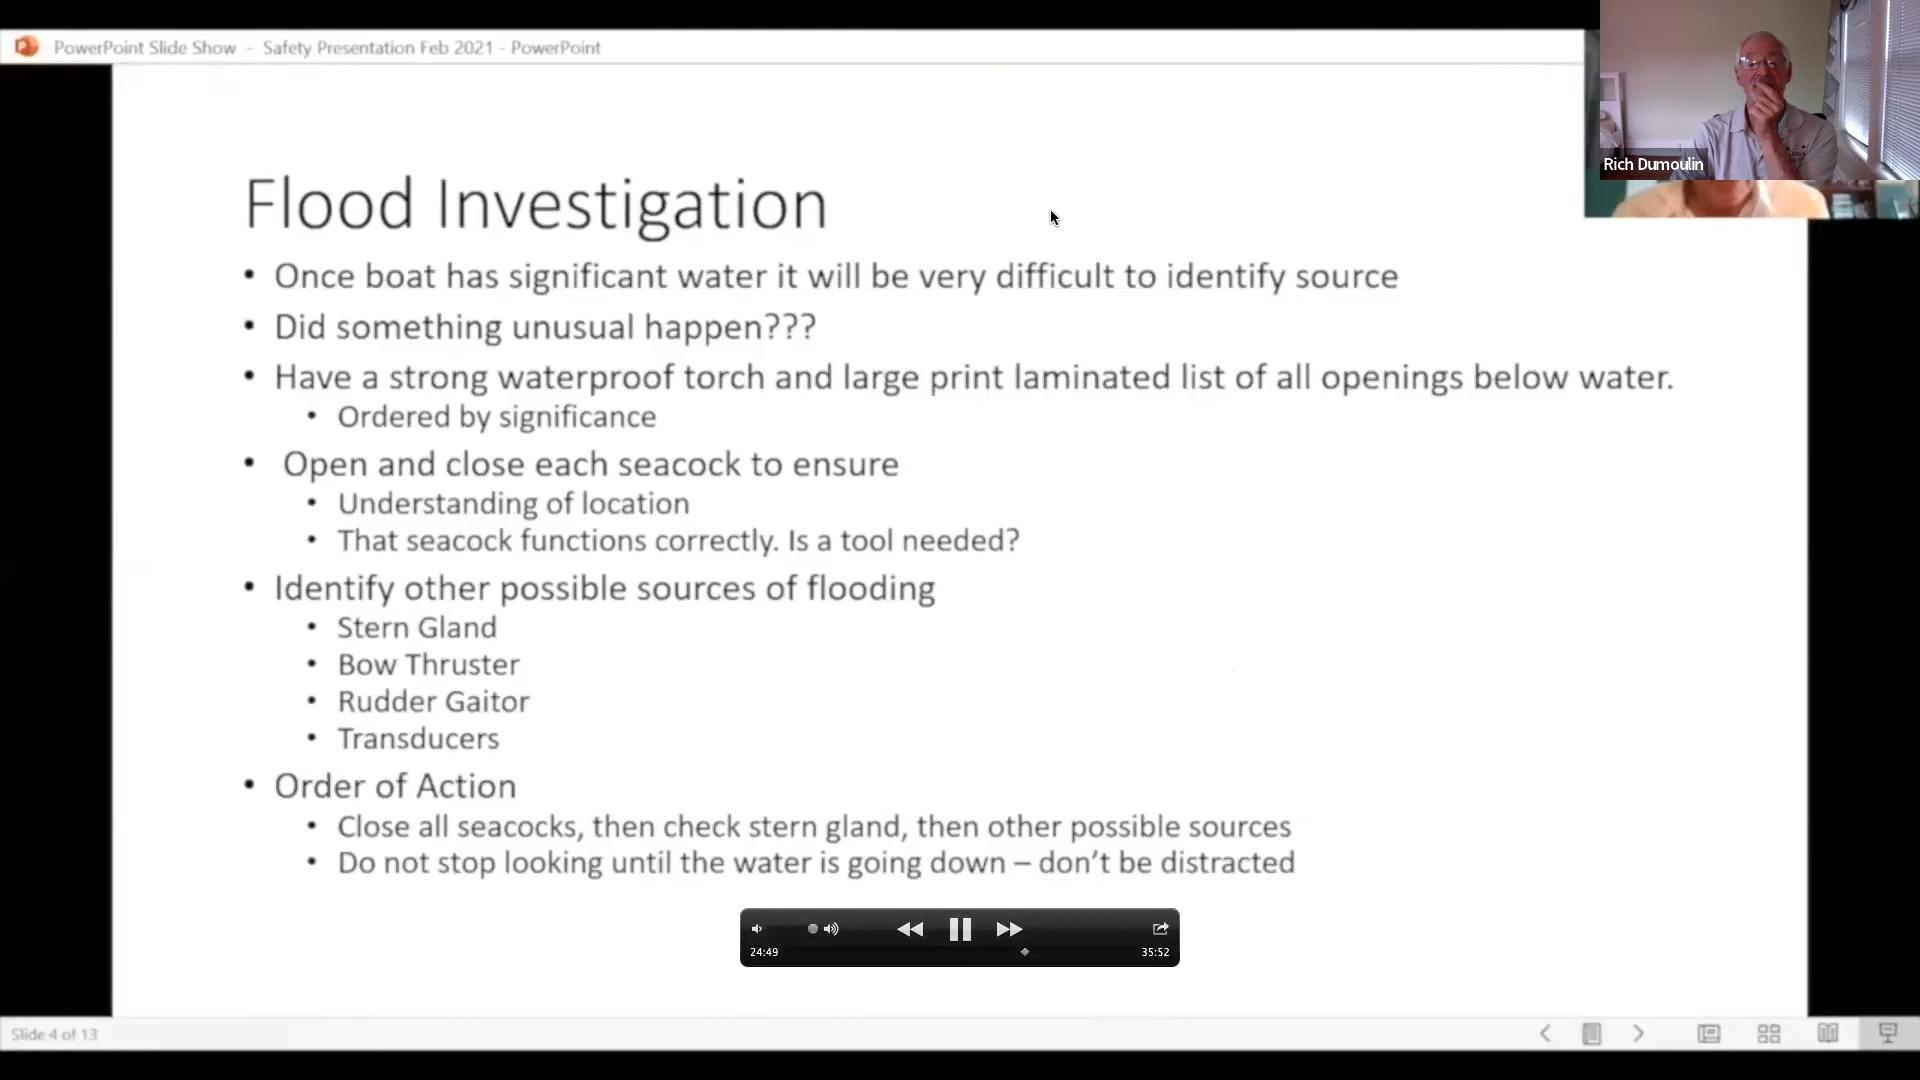 PowerPoint Slide Show - Safety Presentation Feb 2021 - PowerPoint
Rich Dumoulin
Flood Investigation
• Once boat has significant water it will be very difficult to identify source
• Did something unusual happen???
• Have a strong waterproof torch and large print laminated list of all openings below water.
• Ordered by significance
• Open and close each seacock to ensure
• Understanding of location
• That seacock functions correctly. Is a tool needed?
• Identify other possible sources of flooding
• Stern Gland
• Bow Thruster
• Rudder Gaitor
• Transducers
• Order of Action
• Close all seacocks, then check stern gland, then other possible sources
• Do not stop looking until the water is going down – don't be distracted
24:49
35:52
Slide 4 of 13